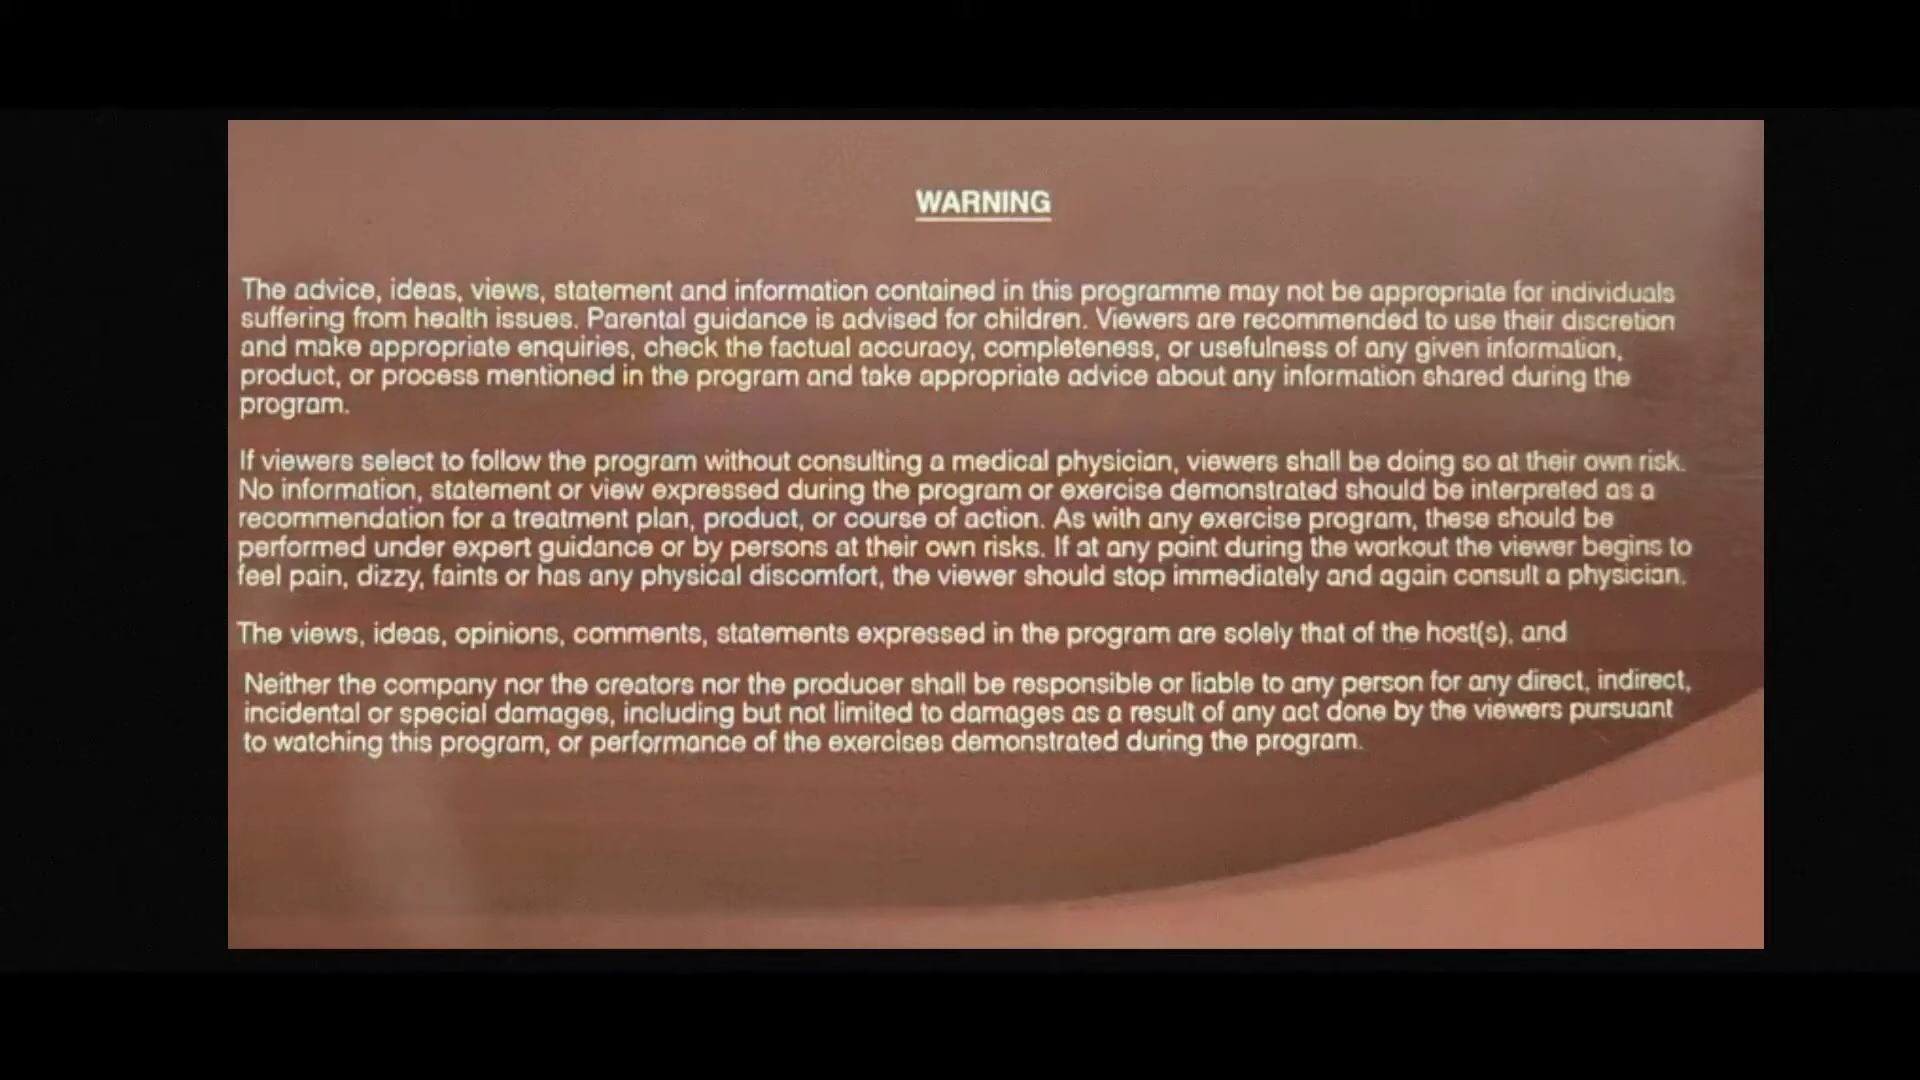 WARNING
The advice, ideas, views, statement and information contained in this programme may not be appropriate for individuals
suffering from health issues. Parental guidance is advised for children. Viewers are recommended to use their discretion
and make appropriate enquiries, check the factual accuracy, completeness, or usefulness of any given information,
product, or process mentioned in the program and take appropriate advice about any information shared during the
program.
If viewers select to follow the program without consulting a medical physician, viewers shall be doing so at their own risk.
No information, statement or view expressed during the program or exercise demonstrated should be interpreted as a
recommendation for a treatment plan, product, or course of action. As with any exercise program, these should be
performed under expert guidance or by persons at their own risks. If at any point during the workout the viewer begins to
feel pain, dizzy, faints or has any physical discomfort, the viewer should stop immediately and again consult a physician.
The views, ideas, opinions, comments, statements expressed in the program are solely that of the host(s), and
Neither the company nor the creators nor the producer shall be responsible or liable to any person for any direct, indirect,
incidental or special damages, including but not limited to damages as a result of any act done by the viewers pursuant
to watching this program, or performance of the exercises demonstrated during the program.